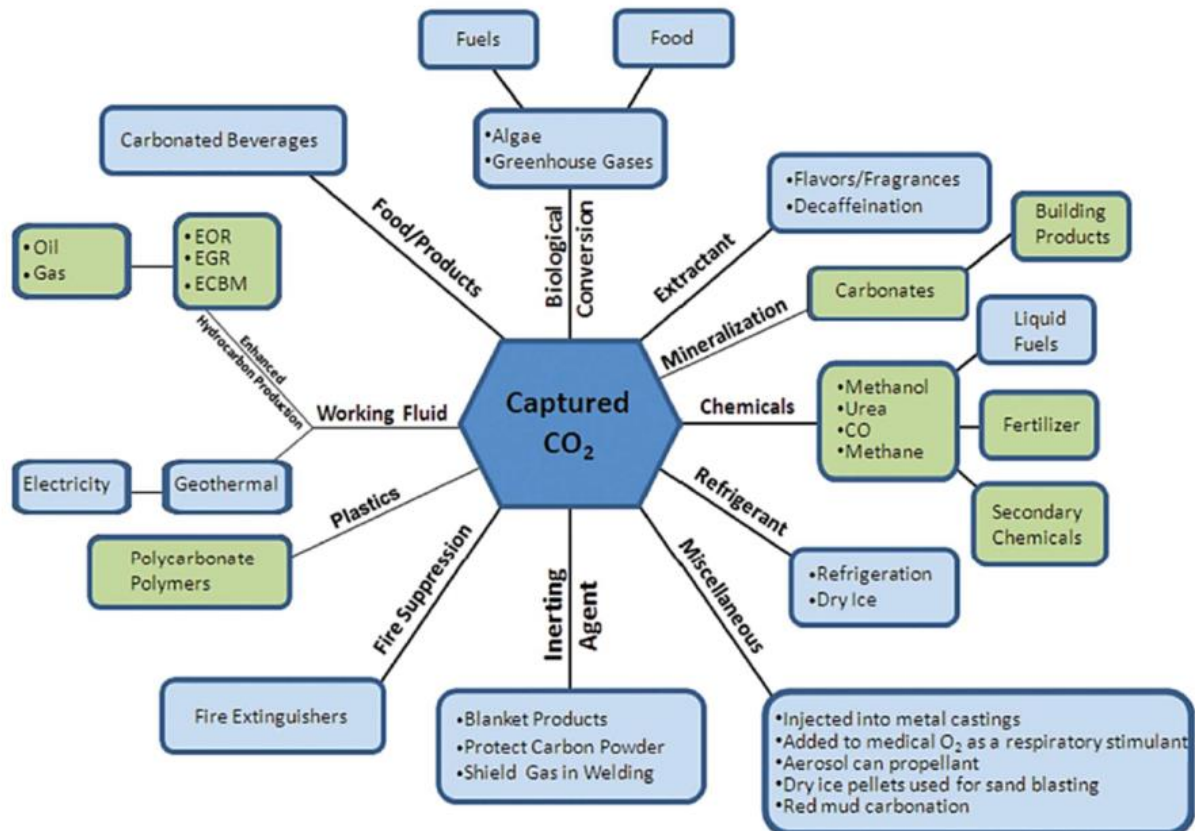 Fuels
Food
Carbonated Beverages
•Algae
•Greenhouse Gases
•Flavors/Fragrances
•Decaffeination
Building
Products
• Oil
• Gas
• EOR
• EGR
• ECBM
Food/Products
Biological
Conversion
Extractant
Mineralization
Carbonates
Liquid
Fuels
Enhanced
Hydrocarbon Production
Working Fluid
Captured
CO₂
Chemicals
•Methanol
•Urea
•CO
•Methane
Fertilizer
Electricity
Geothermal
Plastics
Refrigerant
Secondary
Chemicals
Polycarbonate
Polymers
Fire Suppression
Inerting
Agent
Miscellaneous
•Refrigeration
•Dry Ice
Fire Extinguishers
•Blanket Products
•Protect Carbon Powder
•Shield Gas in Welding
•Injected into metal castings
•Added to medical O₂ as a respiratory stimulant
•Aerosol can propellant
•Dry ice pellets used for sand blasting
•Red mud carbonation